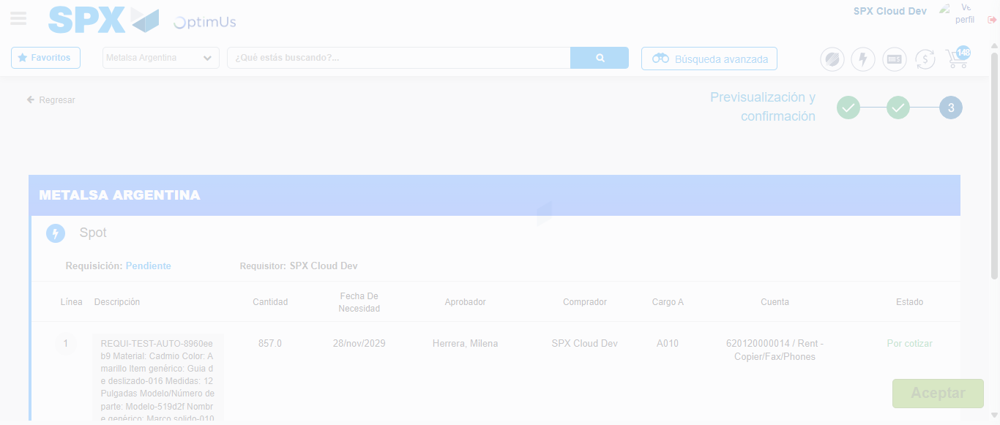 SPX
OptimUs
SPX Cloud Dev
Ve
perfil
Favoritos
Metalsa Argentina
¿Qué estás buscando?...
Búsqueda avanzada
148
Regresar
Previsualización y
confirmación
3
METALSA ARGENTINA
Spot
Requisición: Pendiente
Requisitor: SPX Cloud Dev
Línea
Descripción
Cantidad
Fecha De
Necesidad
Aprobador
Comprador
Cargo A
Cuenta
Estado
1
REQUI-TEST-AUTO-8960ee
b9 Material: Cadmio Color: A
marillo Item genérico: Guia d
e deslizado-016 Medidas: 12
Pulgadas Modelo/Número de
parte: Modelo-519d2f Nombr
e genérico: Marco solido-010
857.0
28/nov/2029
Herrera, Milena
SPX Cloud Dev
A010
620120000014 / Rent -
Copier/Fax/Phones
Por cotizar
Aceptar